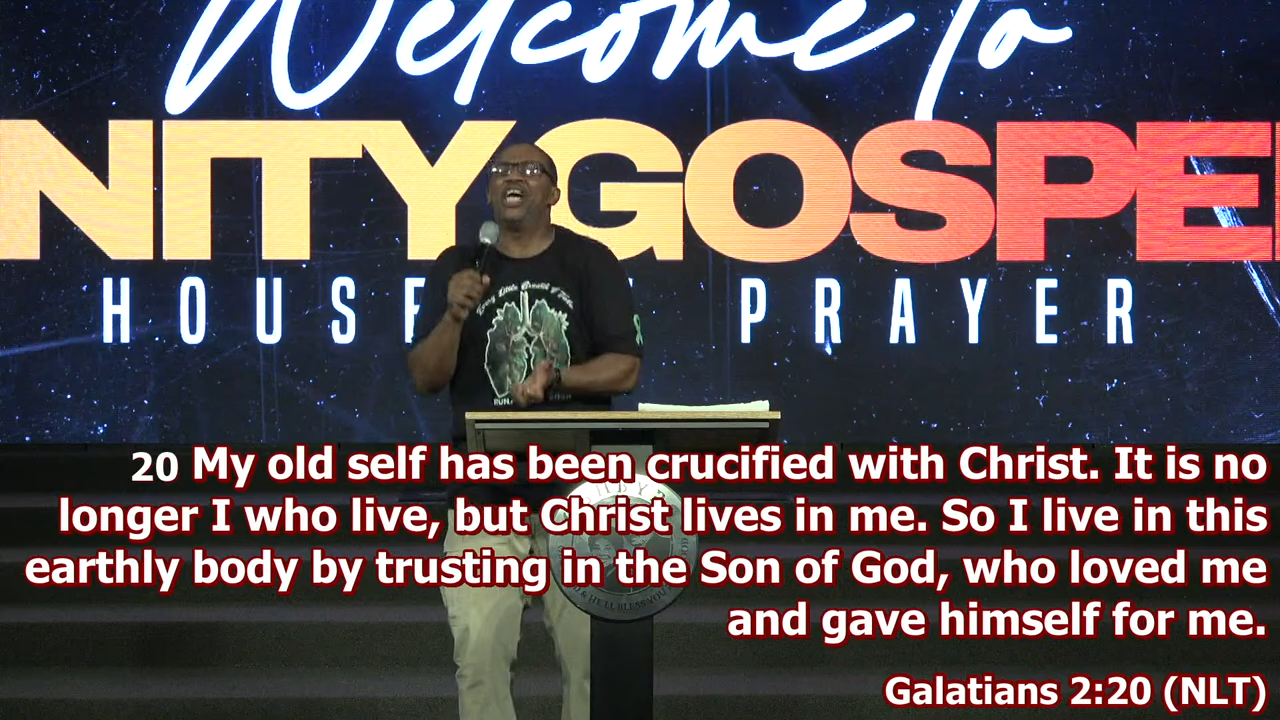 Welcome To
NITY GOSPE
HOUSE PRAYER
20 My old self has been crucified with Christ. It is no
longer I who live, but Christ lives in me. So I live in this
earthly body by trusting in the Son of God, who loved me
and gave himself for me.
Galatians 2:20 (NLT)